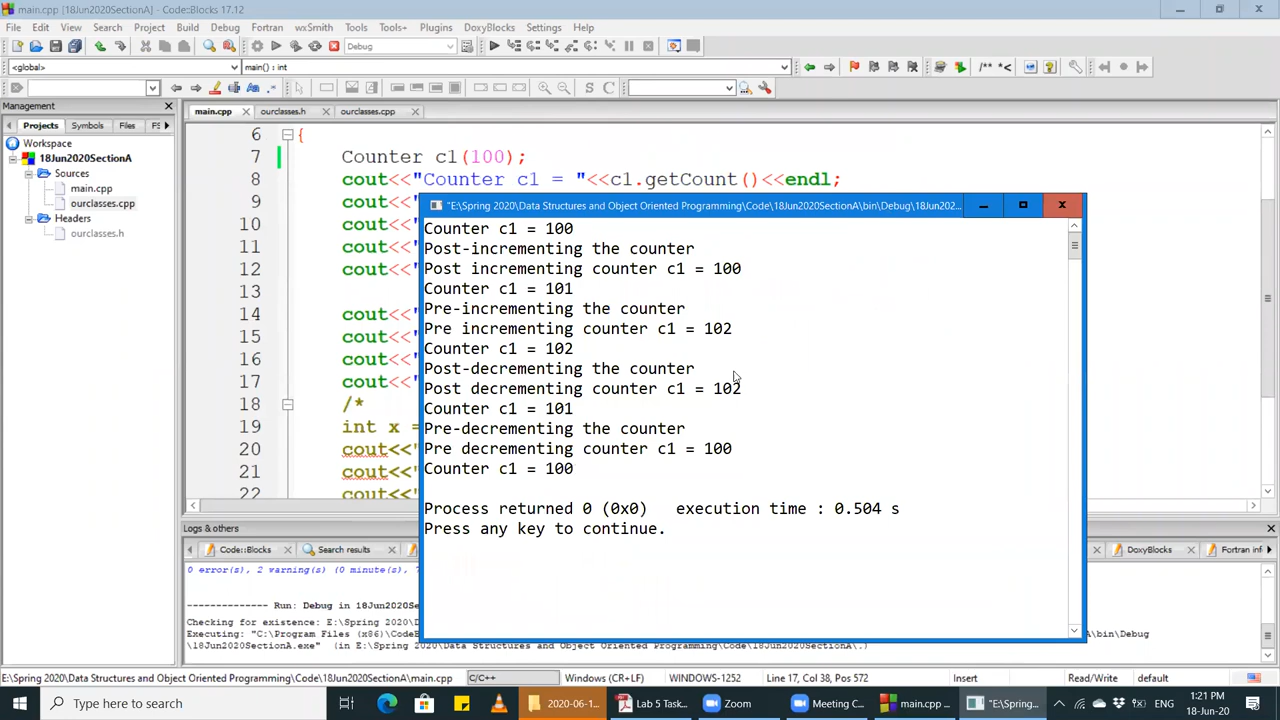 main.cpp [18Jun2020SectionA] - Code::Blocks 17.12
File Edit View Search Project Build Debug Fortran wxSmith Tools Tools+ Plugins DoxyBlocks Settings Help
Debug
<global> main() : int
Management
main.cpp ourclasses.h ourclasses.cpp
Projects Symbols Files FS
Workspace
18Jun2020SectionA
Sources
main.cpp
ourclasses.cpp
Headers
ourclasses.h
6 {
7 Counter c1(100);
8 cout<<"Counter c1 = "<<c1.getCount()<<endl;
9 cout<<"
10 cout<<"
11 cout<<"
12 cout<<"
13
14 cout<<"
15 cout<<"
16 cout<<"
17 cout<<"
18 /*
19 int x =
20 cout<<"
21 cout<<"
22 cout<<"
"E:\Spring 2020\Data Structures and Object Oriented Programming\Code\18Jun2020SectionA\bin\Debug\18Jun202...
Counter c1 = 100
Post-incrementing the counter
Post incrementing counter c1 = 100
Counter c1 = 101
Pre-incrementing the counter
Pre incrementing counter c1 = 102
Counter c1 = 102
Post-decrementing the counter
Post decrementing counter c1 = 102
Counter c1 = 101
Pre-decrementing the counter
Pre decrementing counter c1 = 100
Counter c1 = 100
Process returned 0 (0x0) execution time : 0.504 s
Press any key to continue.
Logs & others
Code::Blocks Search results DoxyBlocks Fortran info
0 error(s), 2 warning(s) (0 minute(s),
-------------- Run: Debug in 18Jun2020Se
Checking for existence: E:\Spring 2020\D
Executing: "C:\Program Files (x86)\CodeB A\bin\Debug
\18Jun2020SectionA.exe" (in E:\Spring 2020\Data Structures and Object Oriented Programming\Code\18Jun2020SectionA\.)
E:\Spring 2020\Data Structures and Object Oriented Programming\Code\18Jun2020SectionA\main.cpp C/C++ Windows (CR+LF) WINDOWS-1252 Line 17, Col 38, Pos 572 Insert Read/Write default
Type here to search
2020-06-1... Lab 5 Task... Zoom Meeting C... main.cpp ... "E:\Spring... ENG 1:21 PM
18-Jun-20